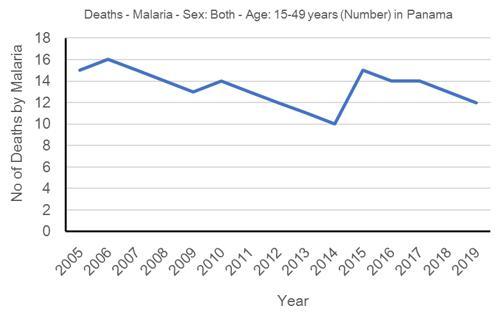 Deaths - Malaria - Sex: Both - Age: 15-49 years (Number) in Panama
No of Deaths by Malaria
18
16
14
12
10
8
6
4
2
0
2005 2006 2007 2008 2009 2010 2011 2012 2013 2014 2015 2016 2017 2018 2019
Year